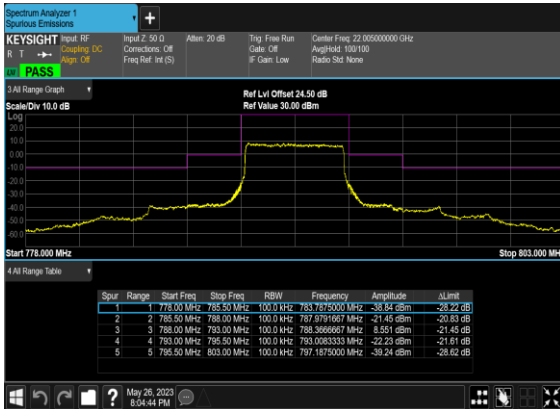 Spectrum Analyzer 1
Spurious Emissions
+
KEYSIGHT Input: RF Input Z: 50 Ω Atten: 20 dB Trig: Free Run Center Freq: 22.005000000 GHz
R T Coupling: DC Corrections: Off Gate: Off Avg|Hold: 100/100
Align: Off Freq Ref: Int (S) IF Gain: Low Radio Std: None
PASS
3 All Range Graph
Ref Lvl Offset 24.50 dB
Scale/Div 10.0 dB Ref Value 30.00 dBm
Log
20.0
10.0
0.00
-10.0
-20.0
-30.0
-40.0
-50.0
-60.0
Start 778.000 MHz Stop 803.000 MH
4 All Range Table
Spur Range Start Freq Stop Freq RBW Frequency Amplitude ΔLimit
1 1 778.00 MHz 785.50 MHz 100.0 kHz 783.7875000 MHz -38.84 dBm -28.22 dB
2 2 785.50 MHz 788.00 MHz 100.0 kHz 787.9791667 MHz -21.45 dBm -20.83 dB
3 3 788.00 MHz 793.00 MHz 100.0 kHz 788.3666667 MHz 8.551 dBm -21.45 dB
4 4 793.00 MHz 795.50 MHz 100.0 kHz 793.0083333 MHz -22.23 dBm -21.61 dB
5 5 795.50 MHz 803.00 MHz 100.0 kHz 797.1875000 MHz -39.24 dBm -28.62 dB
?
May 26, 2023
8:04:44 PM